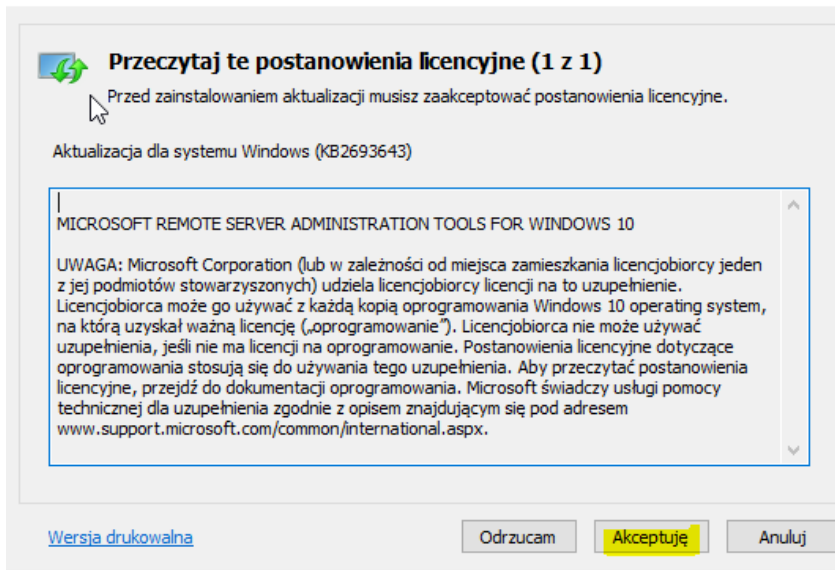 Przeczytaj te postanowienia licencyjne (1 z 1)
Przed zainstalowaniem aktualizacji musisz zaakceptować postanowienia licencyjne.
Aktualizacja dla systemu Windows (KB2693643)
MICROSOFT REMOTE SERVER ADMINISTRATION TOOLS FOR WINDOWS 10
UWAGA: Microsoft Corporation (lub w zależności od miejsca zamieszkania licencjobiorcy jeden
z jej podmiotów stowarzyszonych) udziela licencjobiorcy licencji na to uzupełnienie.
Licencjobiorca może go używać z każdą kopią oprogramowania Windows 10 operating system,
na którą uzyskał ważną licencję („oprogramowanie”). Licencjobiorca nie może używać
uzupełnienia, jeśli nie ma licencji na oprogramowanie. Postanowienia licencyjne dotyczące
oprogramowania stosują się do używania tego uzupełnienia. Aby przeczytać postanowienia
licencyjne, przejdź do dokumentacji oprogramowania. Microsoft świadczy usługi pomocy
technicznej dla uzupełnienia zgodnie z opisem znajdującym się pod adresem
www.support.microsoft.com/common/international.aspx.
Wersja drukowalna
Odrzucam
Akceptuję
Anuluj